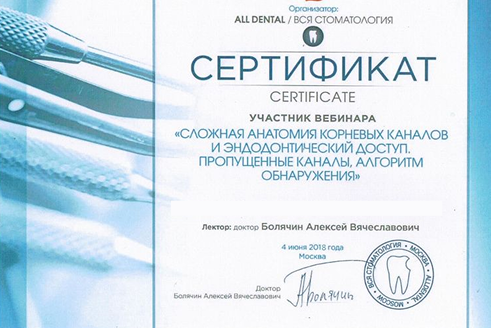 Организатор:
ALL DENTAL / ВСЯ СТОМАТОЛОГИЯ
СЕРТИФИКАТ
CERTIFICATE
УЧАСТНИК ВЕБИНАРА
«СЛОЖНАЯ АНАТОМИЯ КОРНЕВЫХ КАНАЛОВ
И ЭНДОДОНТИЧЕСКИЙ ДОСТУП.
ПРОПУЩЕННЫЕ КАНАЛЫ, АЛГОРИТМ
ОБНАРУЖЕНИЯ»
Лектор: доктор Болячин Алексей Вячеславович
4 июня 2018 года
Москва
Доктор
Болячин Алексей Вячеславович
Аболячин
ВСЯ СТОМАТОЛОГИЯ • МОСКВА • ALLDENTAL • MOSCOW •